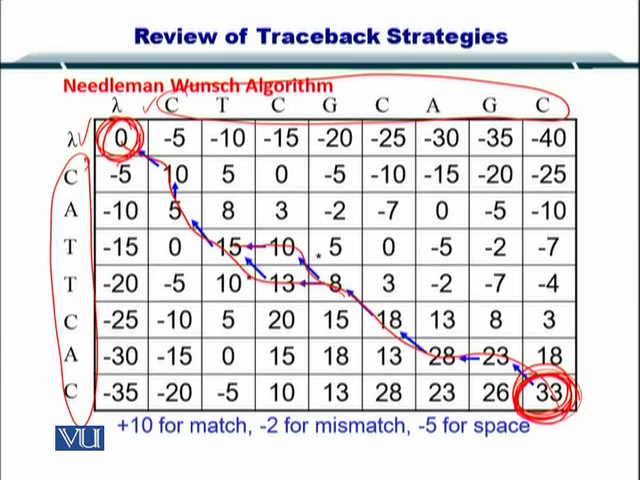 Review of Traceback Strategies
Needleman Wunsch Algorithm
λ C T C G C A G C
λ 0 -5 -10 -15 -20 -25 -30 -35 -40
C -5 10 5 0 -5 -10 -15 -20 -25
A -10 5 8 3 -2 -7 0 -5 -10
T -15 0 15 10 * 5 0 -5 -2 -7
T -20 -5 10 * 13 8 3 -2 -7 -4
C -25 -10 5 20 15 18 13 8 3
A -30 -15 0 15 18 13 28 23 18
C -35 -20 -5 10 13 28 23 26 33
+10 for match, -2 for mismatch, -5 for space
VU